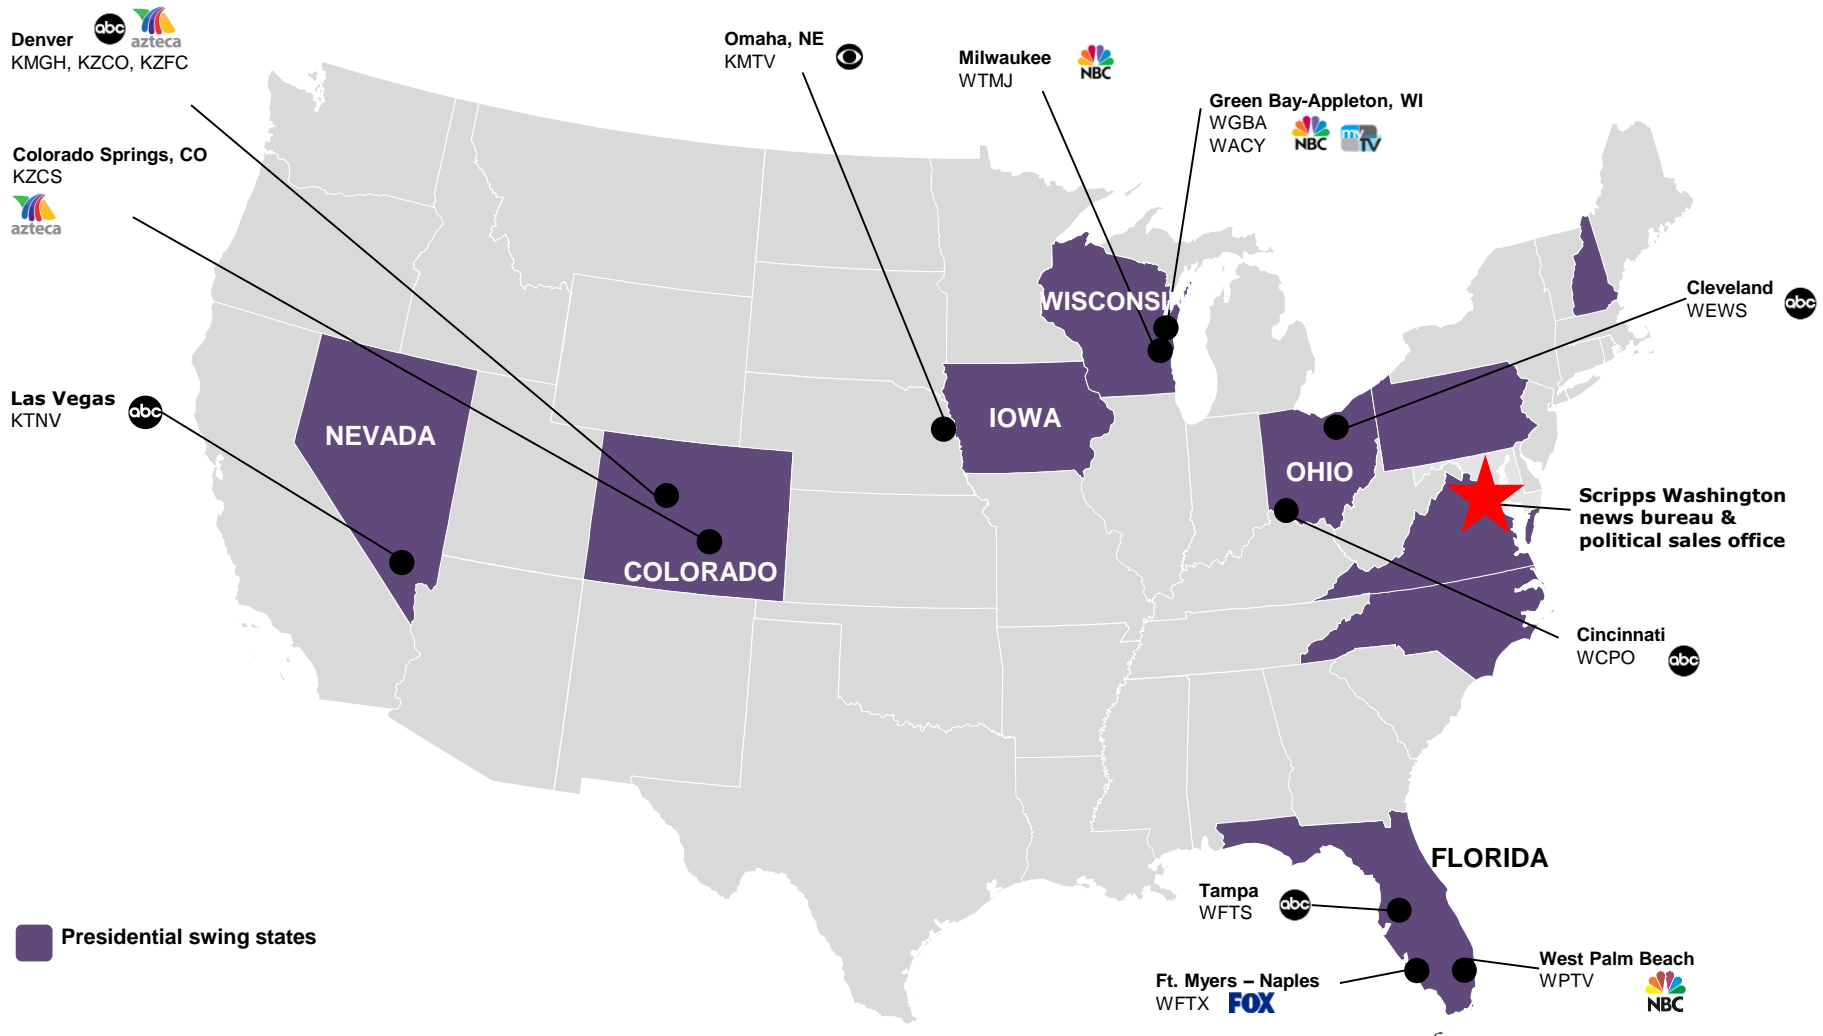 Denver
abc
azteca
KMGH, KZCO, KZFC
Omaha, NE
KMTV
Milwaukee
WTMJ
NBC
Green Bay-Appleton, WI
WGBA
WACY
NBC
my TV
Colorado Springs, CO
KZCS
azteca
Las Vegas
KTNV
abc
NEVADA
COLORADO
IOWA
WISCONSI
OHIO
Cleveland
WEWS
abc
Scripps Washington
news bureau &
political sales office
Cincinnati
WCPO
abc
FLORIDA
Tampa
WFTS
abc
Ft. Myers – Naples
WFTX
FOX
West Palm Beach
WPTV
NBC
Presidential swing states